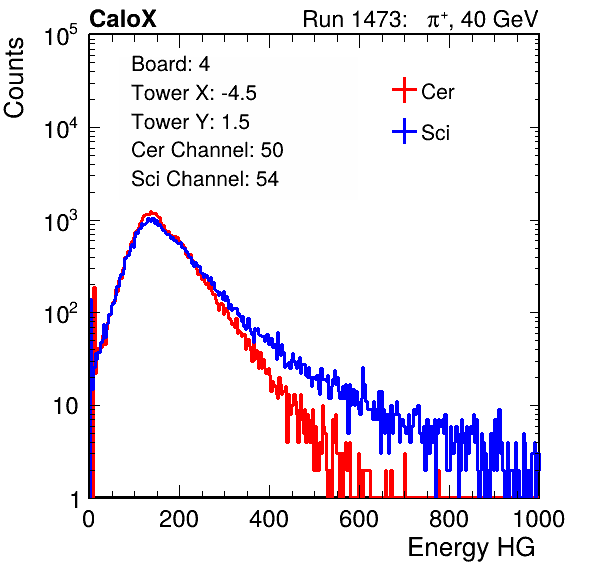 CaloX Run 1473: π⁺, 40 GeV
Counts
10⁵
10⁴
10³
10²
10
1
Board: 4
Tower X: -4.5
Tower Y: 1.5
Cer Channel: 50
Sci Channel: 54
Cer
Sci
0 200 400 600 800 1000
Energy HG